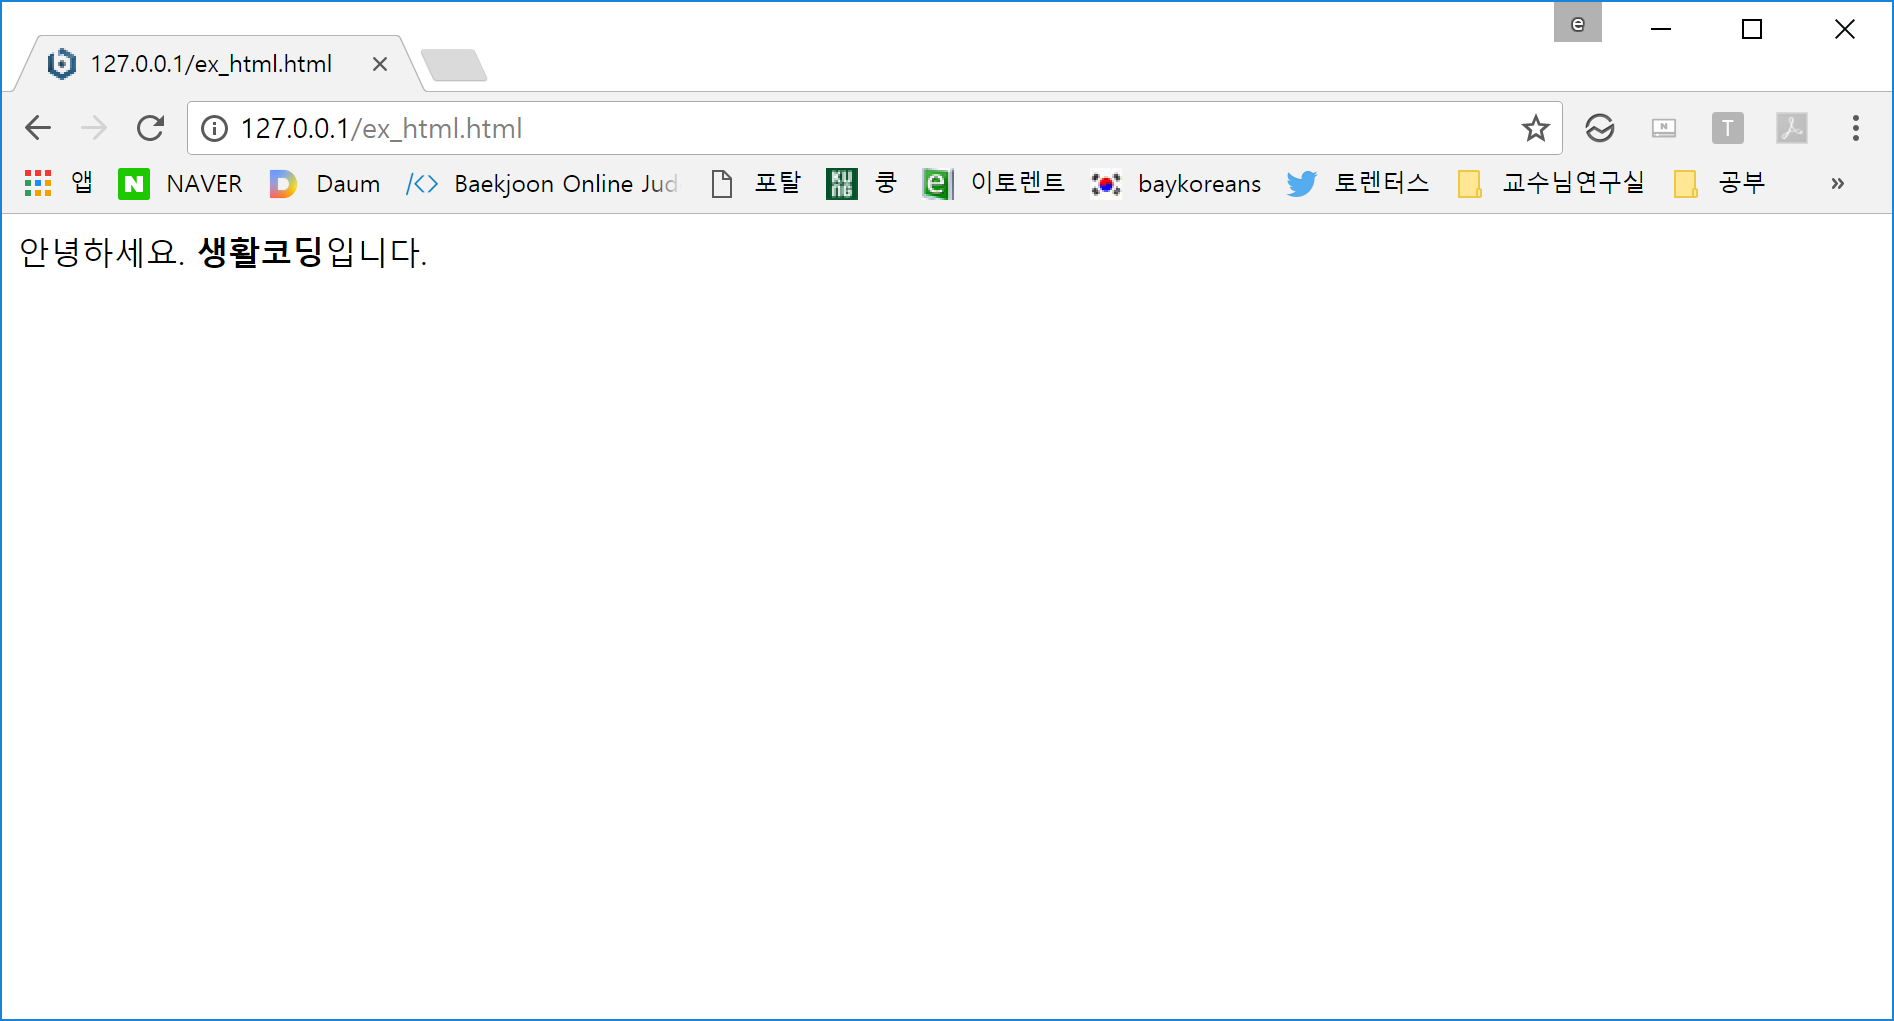 e
127.0.0.1/ex_html.html
127.0.0.1/ex_html.html N T
앱 N NAVER D Daum Baekjoon Online Jud 포탈 KU NG 쿵 e 이토렌트 baykoreans 토렌터스 교수님연구실 공부 »
안녕하세요. 생활코딩입니다.